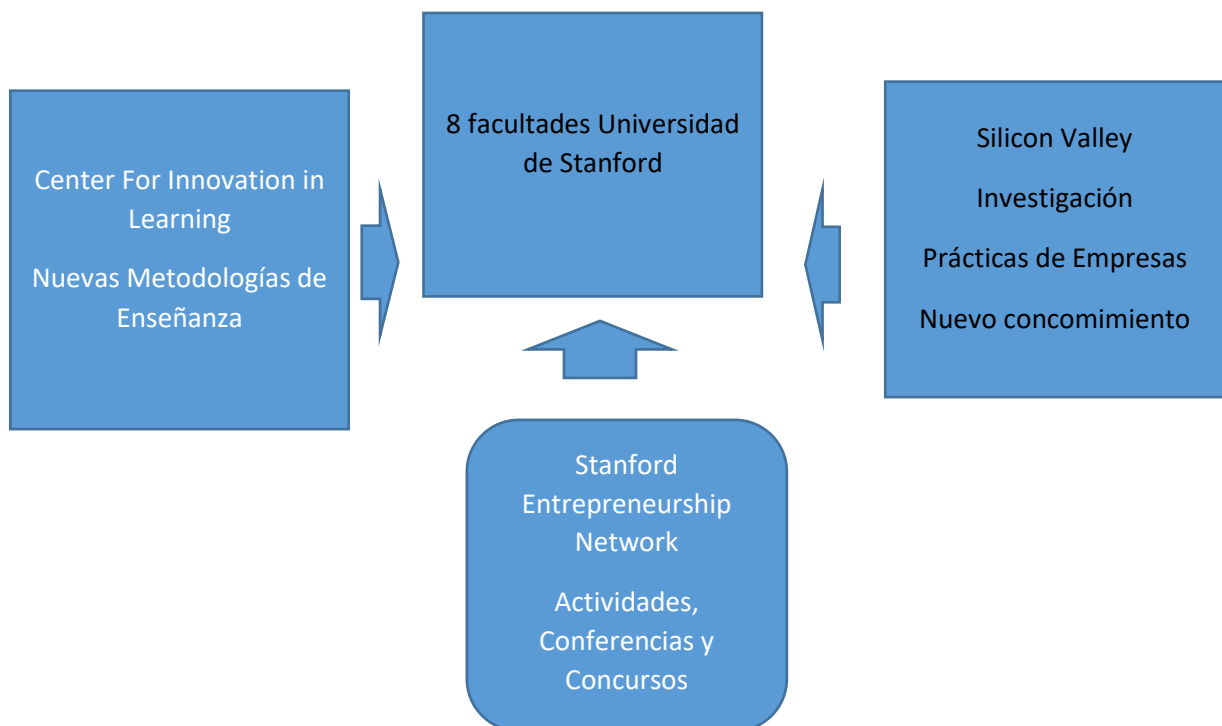 Center For Innovation in
Learning
Nuevas Metodologías de
Enseñanza
8 facultades Universidad
de Stanford
Silicon Valley
Investigación
Prácticas de Empresas
Nuevo concomimiento
Stanford
Entrepreneurship
Network
Actividades,
Conferencias y
Concursos